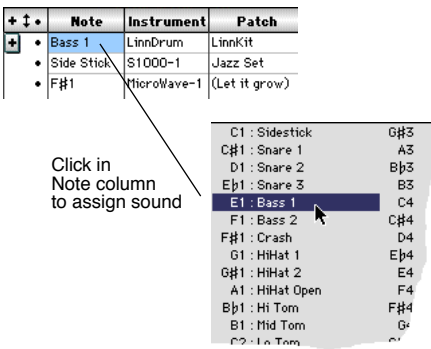 + ↕ • Note Instrument Patch
+ • Bass 1 LinnDrum LinnKit
• Side Stick S1000-1 Jazz Set
• F♯1 MicroWave-1 (Let it grow)
Click in
Note column
to assign sound
C1 : Sidestick G♯3
C♯1 : Snare 1 A3
D1 : Snare 2 B♭3
E♭1 : Snare 3 B3
E1 : Bass 1 C4
F1 : Bass 2 C♯4
F♯1 : Crash D4
G1 : HiHat 1 E♭4
G♯1 : HiHat 2 E4
A1 : HiHat Open F4
B♭1 : Hi Tom F♯4
B1 : Mid Tom
C2 : Lo Tom